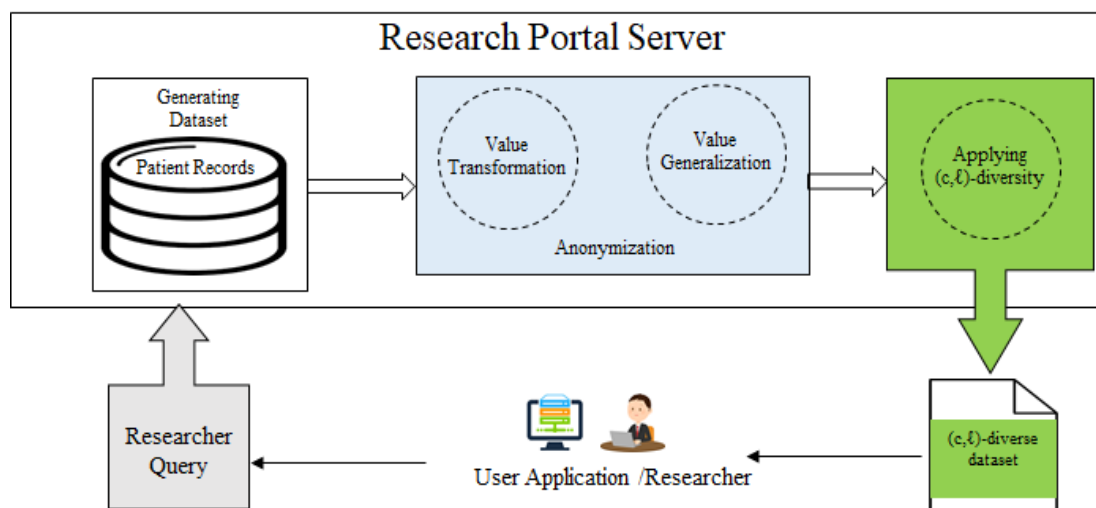 Research Portal Server
Generating
Dataset
Patient Records
Value
Transformation
Value
Generalization
Anonymization
Applying
(c,ℓ)-diversity
Researcher
Query
User Application /Researcher
(c,ℓ)-diverse
dataset